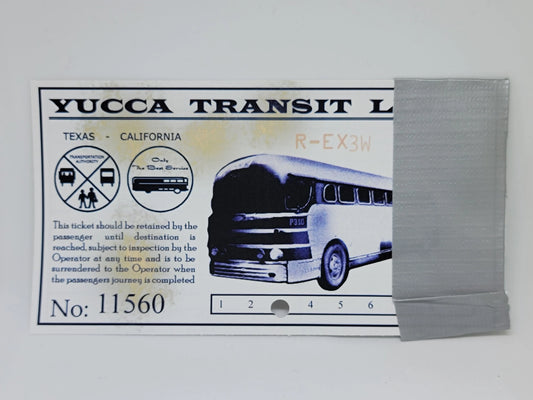 YUCCA TRANSIT L
TEXAS - CALIFORNIA
R-EX3W
TRANSPORTATION
AUTHORITY
Only
The Best Service
P310
This ticket should be retained by the
passenger until destination is
reached, subject to inspection by the
Operator at any time and is to be
surrendered to the Operator when
the passengers journey is completed
No: 11560
1 2 4 5 6